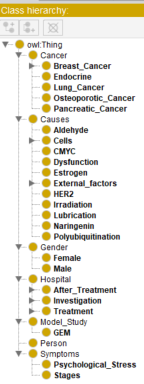 Class hierarchy:
owl:Thing
Cancer
Breast_Cancer
Endocrine
Lung_Cancer
Osteoporotic_Cancer
Pancreatic_Cancer
Causes
Aldehyde
Cells
CMYC
Dysfunction
Estrogen
External_factors
HER2
Irradiation
Lubrication
Naringenin
Polyubiquitination
Gender
Female
Male
Hospital
After_Treatment
Investigation
Treatment
Model_Study
GEM
Person
Symptoms
Psychological_Stress
Stages